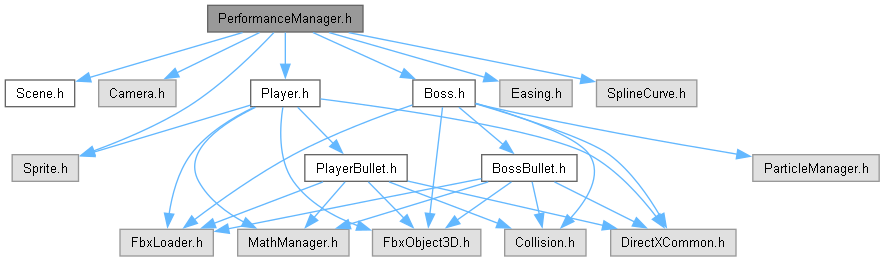 PerformanceManager.h
Scene.h
Camera.h
Player.h
Boss.h
Easing.h
SplineCurve.h
Sprite.h
PlayerBullet.h
BossBullet.h
ParticleManager.h
FbxLoader.h
MathManager.h
FbxObject3D.h
Collision.h
DirectXCommon.h